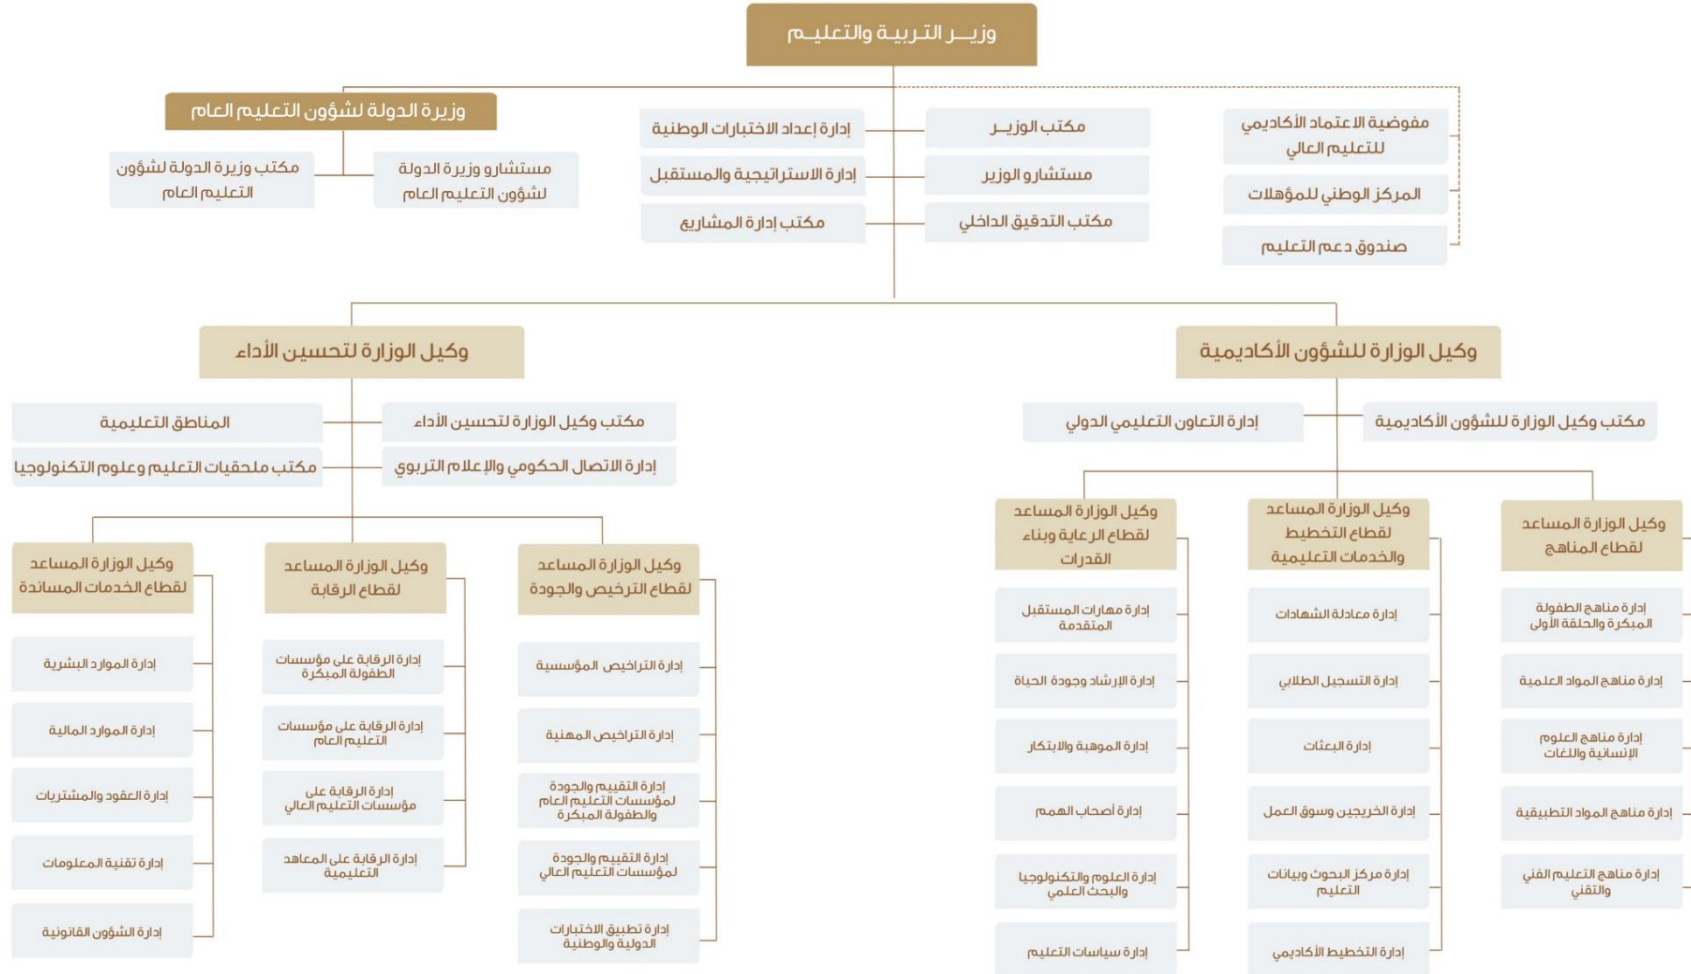 وزيـــر التـربيـة والتعليـم
وزيرة الدولة لشؤون التعليم العام
مستشارو وزيرة الدولة
لشؤون التعليم العام
مكتب وزيرة الدولة لشؤون
التعليم العام
مكتب الوزيــر
إدارة إعداد الاختبارات الوطنية
مستشارو الوزير
إدارة الاستراتيجية والمستقبل
مكتب التدقيق الداخلي
مكتب إدارة المشاريع
مفوضية الاعتماد الأكاديمي
للتعليم العالي
المركز الوطني للمؤهلات
صندوق دعم التعليم
وكيل الوزارة للشؤون الأكاديمية
مكتب وكيل الوزارة للشؤون الأكاديمية
إدارة التعاون التعليمي الدولي
وكيل الوزارة المساعد
لقطاع المناهج
إدارة مناهج الطفولة
المبكرة والحلقة الأولى
إدارة مناهج المواد العلمية
إدارة مناهج العلوم
الإنسانية واللغات
إدارة مناهج المواد التطبيقية
إدارة مناهج التعليم الفني
والتقني
وكيل الوزارة المساعد
لقطاع التخطيط
والخدمات التعليمية
إدارة معادلة الشهادات
إدارة التسجيل الطلابي
إدارة البعثات
إدارة الخريجين وسوق العمل
إدارة مركز البحوث وبيانات
التعليم
إدارة التخطيط الأكاديمي
وكيل الوزارة المساعد
لقطاع الرعاية وبناء
القدرات
إدارة مهارات المستقبل
المتقدمة
إدارة الإرشاد وجودة الحياة
إدارة الموهبة والابتكار
إدارة أصحاب الهمم
إدارة العلوم والتكنولوجيا
والبحث العلمي
إدارة سياسات التعليم
وكيل الوزارة لتحسين الأداء
مكتب وكيل الوزارة لتحسين الأداء
المناطق التعليمية
إدارة الاتصال الحكومي والإعلام التربوي
مكتب ملحقيات التعليم وعلوم التكنولوجيا
وكيل الوزارة المساعد
لقطاع الترخيص والجودة
إدارة التراخيص المؤسسية
إدارة التراخيص المهنية
إدارة التقييم والجودة
لمؤسسات التعليم العام
والطفولة المبكرة
إدارة التقييم والجودة
لمؤسسات التعليم العالي
إدارة تطبيق الاختبارات
الدولية والوطنية
وكيل الوزارة المساعد
لقطاع الرقابة
إدارة الرقابة على مؤسسات
الطفولة المبكرة
إدارة الرقابة على مؤسسات
التعليم العام
إدارة الرقابة على
مؤسسات التعليم العالي
إدارة الرقابة على المعاهد
التعليمية
وكيل الوزارة المساعد
لقطاع الخدمات المساندة
إدارة الموارد البشرية
إدارة الموارد المالية
إدارة العقود والمشتريات
إدارة تقنية المعلومات
إدارة الشؤون القانونية